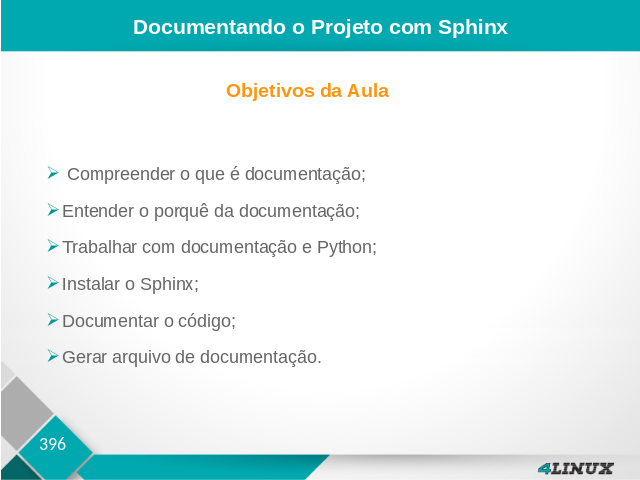 Documentando o Projeto com Sphinx
Objetivos da Aula
Compreender o que é documentação;
Entender o porquê da documentação;
Trabalhar com documentação e Python;
Instalar o Sphinx;
Documentar o código;
Gerar arquivo de documentação.
396
4LINUX